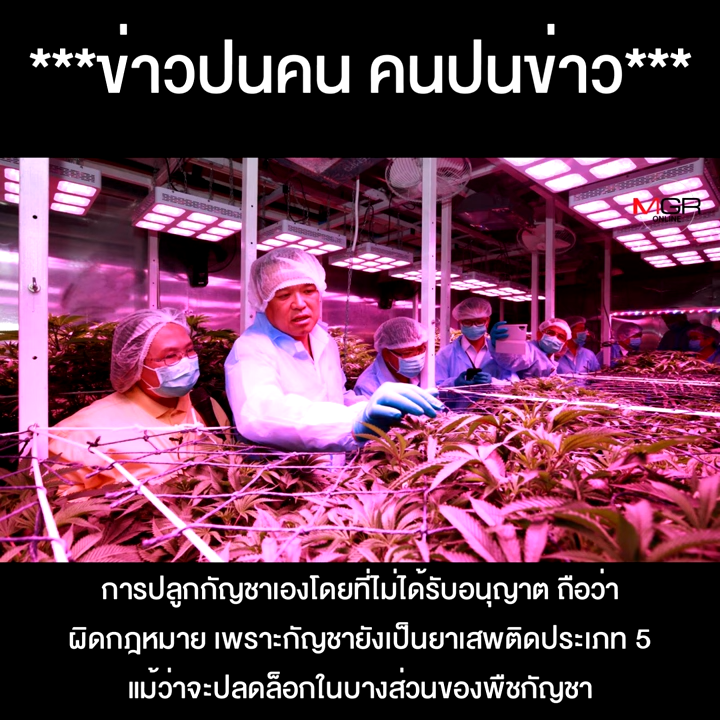 ***ข่าวปนคน คนปนข่าว***
MGR
ONLINE
การปลูกกัญชาเองโดยที่ไม่ได้รับอนุญาต ถือว่า
ผิดกฎหมาย เพราะกัญชายังเป็นยาเสพติดประเภท 5
แม้ว่าจะปลดล็อกในบางส่วนของพืชกัญชา